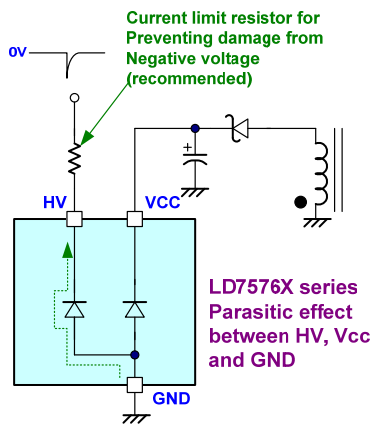 Current limit resistor for
Preventing damage from
Negative voltage
(recommended)
0V
+
HV
VCC
LD7576X series
Parasitic effect
between HV, Vcc
and GND
GND